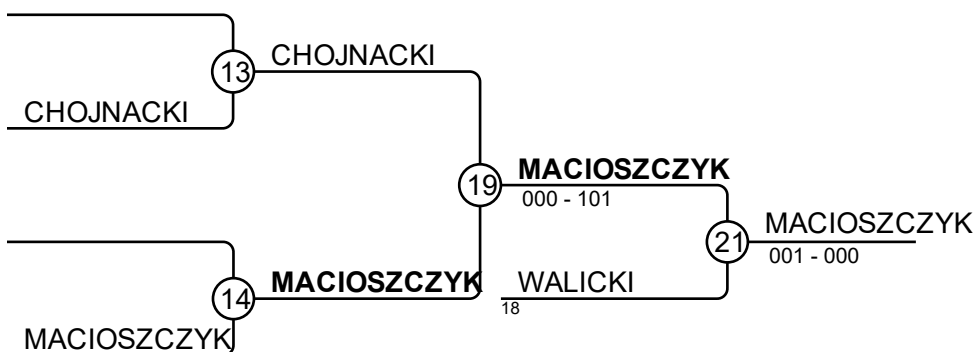 CHOJNACKI
13
CHOJNACKI
MACIOSZCZYK
19
000 - 101
MACIOSZCZYK
21
001 - 000
MACIOSZCZYK
14
WALICKI
18
MACIOSZCZYK